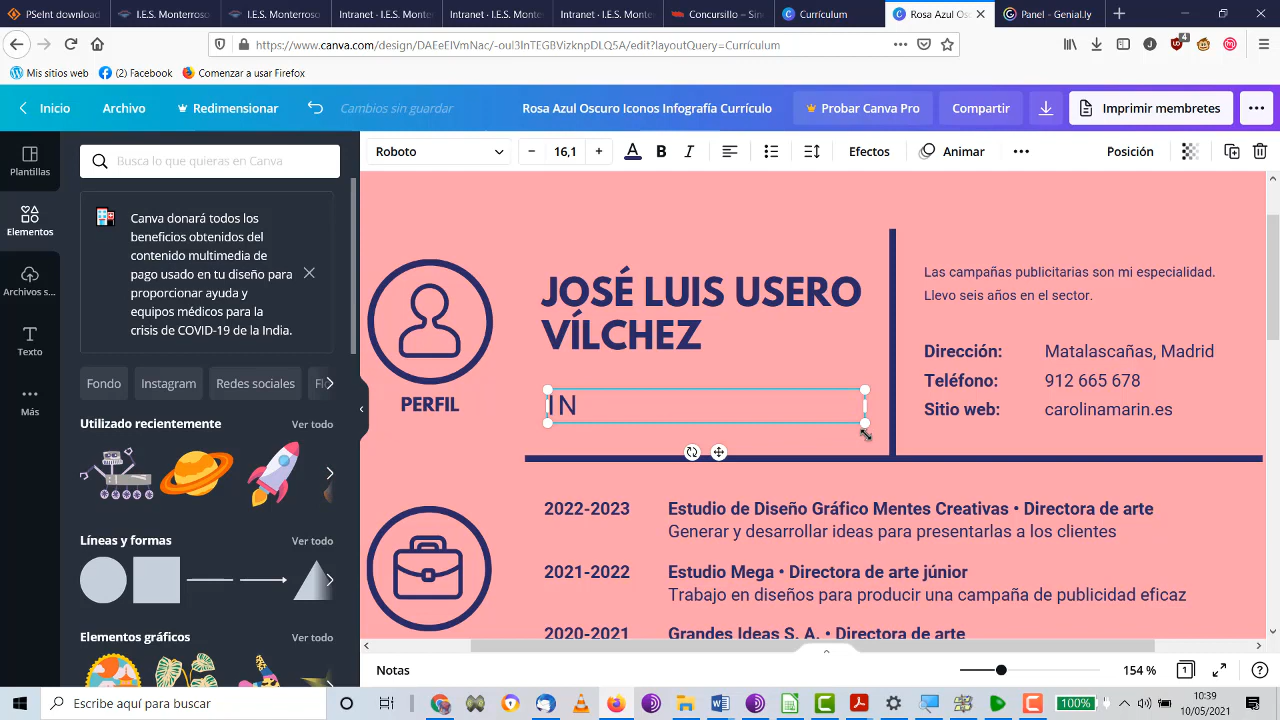 PSeInt download
I.E.S. Monterroso
I.E.S. Monterroso
Intranet - I.E.S.
Intranet - I.E.S.
Intranet - I.E.S.
Concursillo – Sin
Currículum
Rosa Azul Os
Panel - Genial.ly
https://www.canva.com/design/DAEeEIVmNac/-ouI3InTEGBVizknpDLQ5A/edit?layoutQuery=Currículum
4
Mis sitios web
(2) Facebook
Comenzar a usar Firefox
Inicio
Archivo
Redimensionar
Cambios sin guardar
Rosa Azul Oscuro Iconos Infografía Currículo
Probar Canva Pro
Compartir
Imprimir membretes
Plantillas
Elementos
Archivos s...
Texto
Más
Busca lo que quieras en Canva
Canva donará todos los
beneficios obtenidos del
contenido multimedia de
pago usado en tu diseño para
proporcionar ayuda y
equipos médicos para la
crisis de COVID-19 de la India.
Fondo
Instagram
Redes sociales
Utilizado recientemente
Ver todo
Líneas y formas
Ver todo
Elementos gráficos
Ver todo
Roboto
16,1
A
B
I
Efectos
Animar
Posición
PERFIL
JOSÉ LUIS USERO
VÍLCHEZ
I N
Las campañas publicitarias son mi especialidad.
Llevo seis años en el sector.
Dirección: Matalascañas, Madrid
Teléfono: 912 665 678
Sitio web: carolinamarin.es
2022-2023
Estudio de Diseño Gráfico Mentes Creativas • Directora de arte
Generar y desarrollar ideas para presentarlas a los clientes
2021-2022
Estudio Mega • Directora de arte júnior
Trabajo en diseños para producir una campaña de publicidad eficaz
2020-2021
Grandes Ideas S. A. • Directora de arte
Notas
154 %
1
Escribe aquí para buscar
100%
10:39
10/05/2021